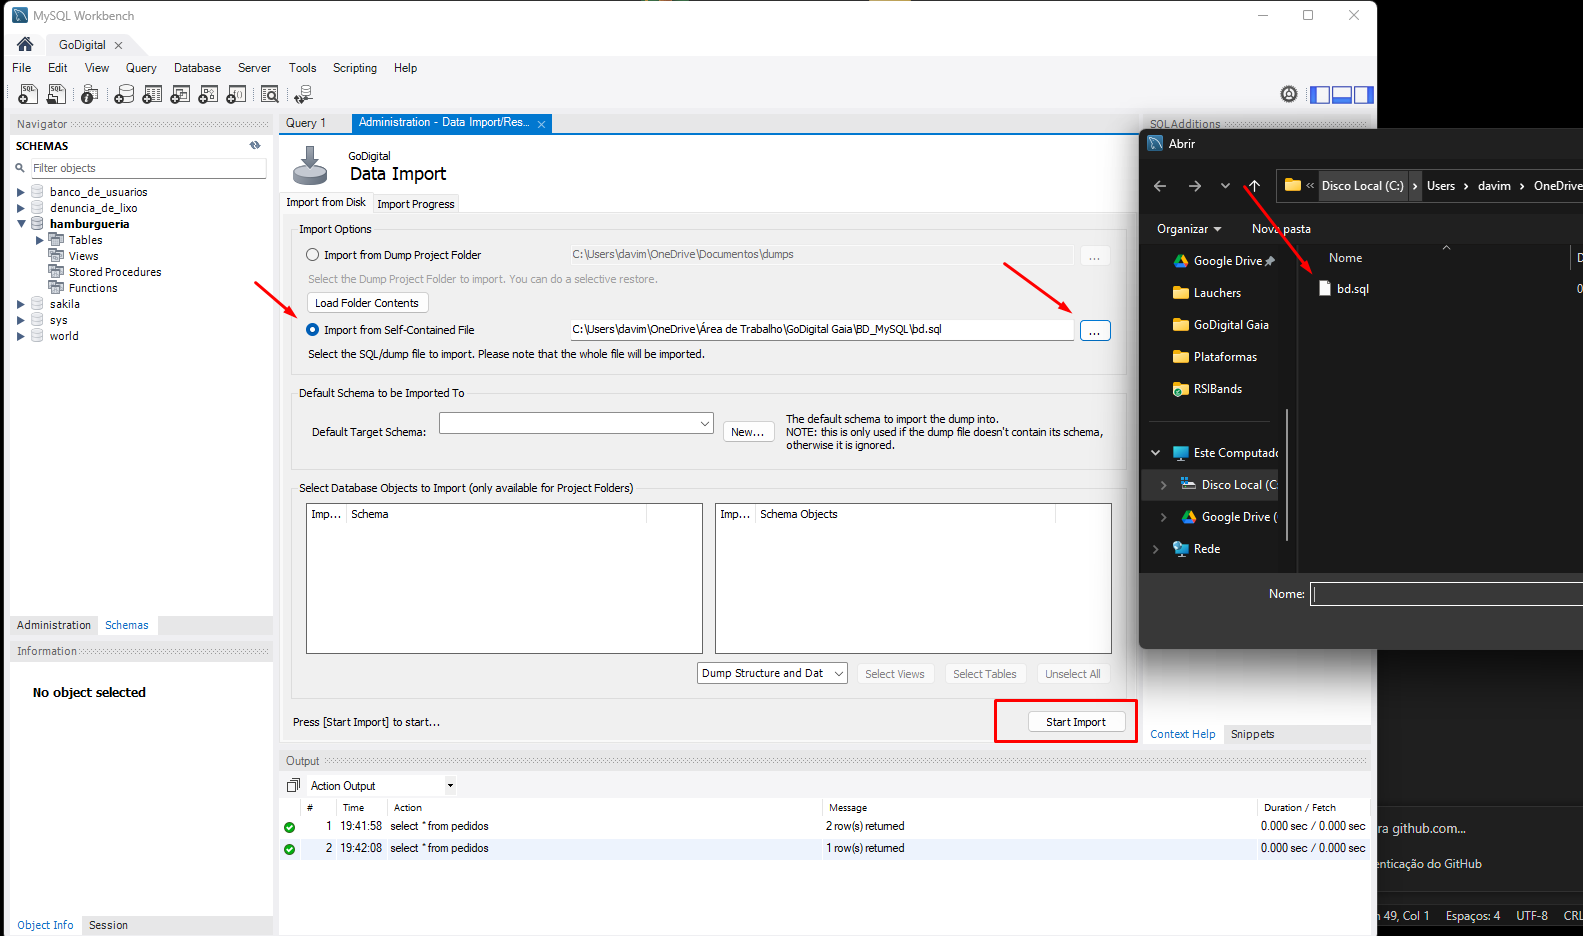 MySQL Workbench
GoDigital
File Edit View Query Database Server Tools Scripting Help
Navigator
SCHEMAS
Filter objects
banco_de_usuarios
denuncia_de_lixo
hamburgueria
Tables
Views
Stored Procedures
Functions
sakila
sys
world
Administration Schemas
Information
No object selected
Object Info Session
Query 1 Administration - Data Import/Res...
GoDigital
Data Import
Import from Disk Import Progress
Import Options
Import from Dump Project Folder C:\Users\davim\OneDrive\Documentos\dumps ...
Select the Dump Project Folder to import. You can do a selective restore.
Load Folder Contents
Import from Self-Contained File C:\Users\davim\OneDrive\Área de Trabalho\GoDigital Gaia\BD_MySQL\bd.sql ...
Select the SQL/dump file to import. Please note that the whole file will be imported.
Default Schema to be Imported To
Default Target Schema: New...
The default schema to import the dump into.
NOTE: this is only used if the dump file doesn't contain its schema,
otherwise it is ignored.
Select Database Objects to Import (only available for Project Folders)
Imp... Schema Imp... Schema Objects
Dump Structure and Dat Select Views Select Tables Unselect All
Press [Start Import] to start... Start Import
Output
Action Output
# Time Action Message Duration / Fetch
1 19:41:58 select * from pedidos 2 row(s) returned 0.000 sec / 0.000 sec
2 19:42:08 select * from pedidos 1 row(s) returned 0.000 sec / 0.000 sec
SQLAdditions
Context Help Snippets
Abrir
« Disco Local (C:) › Users › davim › OneDrive
Organizar Nova pasta
Nome D
Google Drive
Lauchers
GoDigital Gaia
Plataformas
RSIBands
Este Computado
Disco Local (C:
Google Drive (
Rede
bd.sql 0
Nome:
ra github.com...
enticação do GitHub
n 49, Col 1 Espaços: 4 UTF-8 CRL